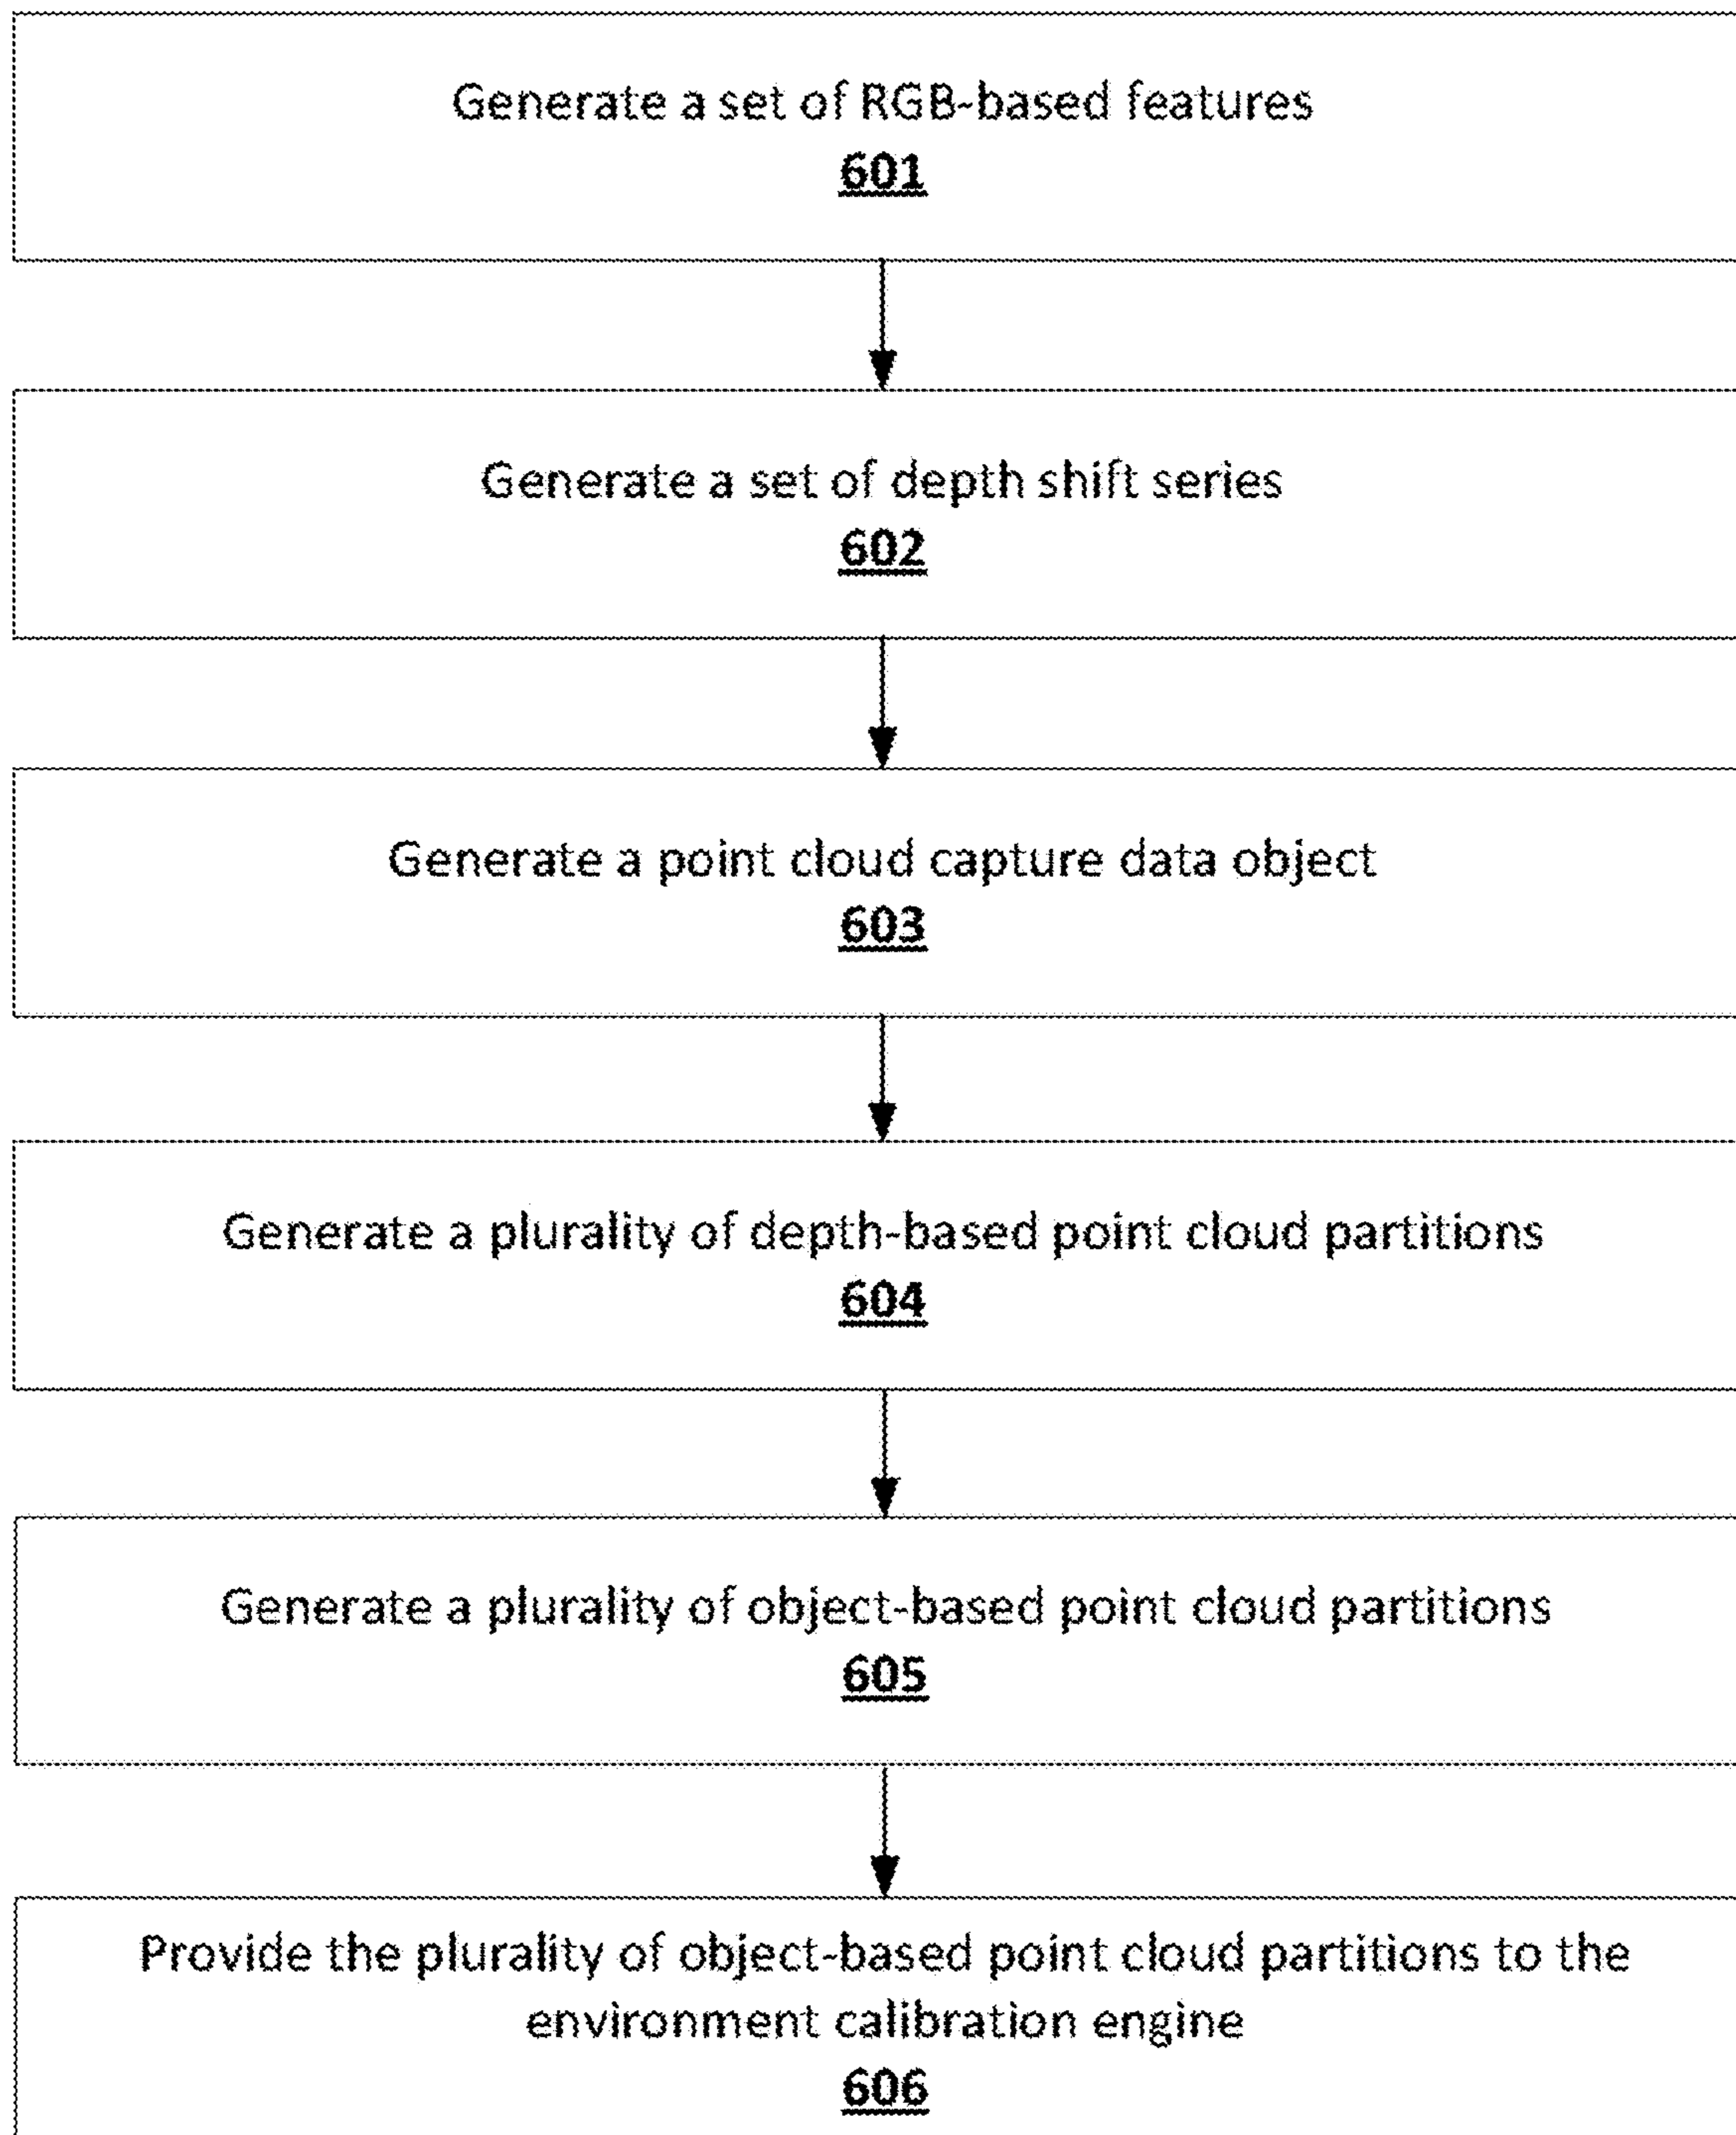 Generate a set of RGB-based features
601
Generate a set of depth shift series
602
Generate a point cloud capture data object
603
Generate a plurality of depth-based point cloud partitions
604
Generate a plurality of object-based point cloud partitions
605
Provide the plurality of object-based point cloud partitions to the
environment calibration engine
606